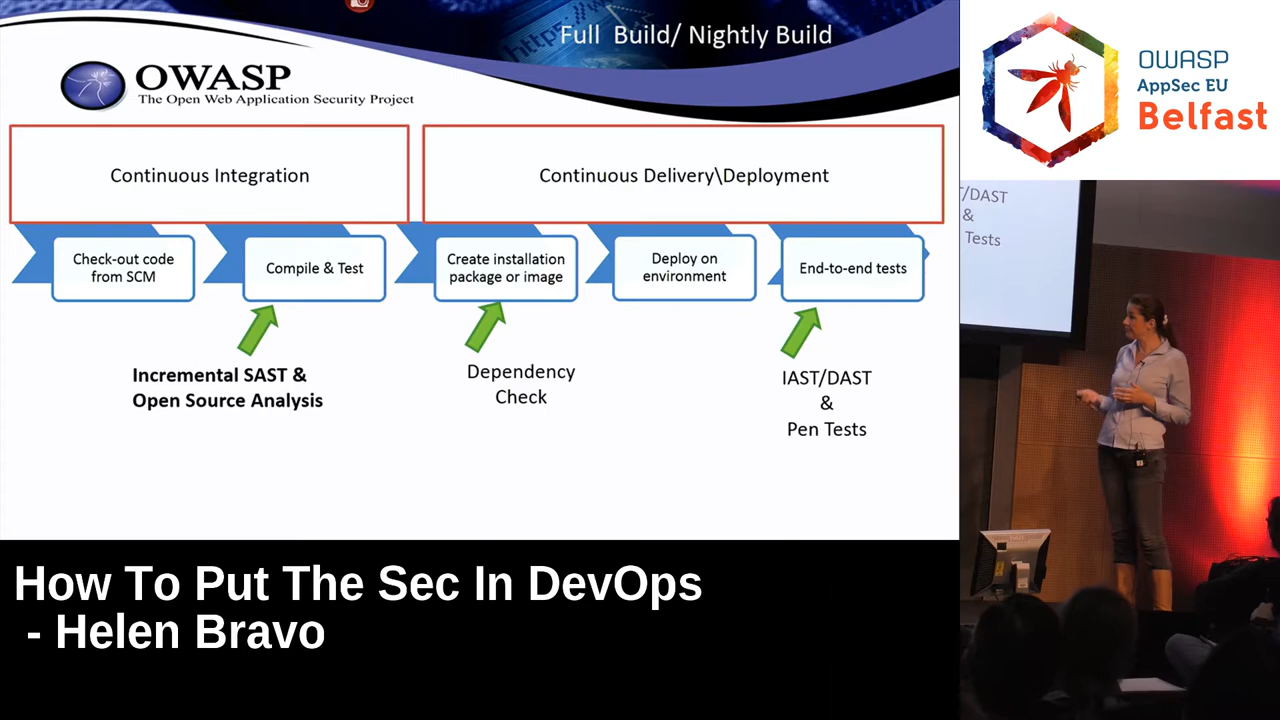 Full Build/ Nightly Build
OWASP
The Open Web Application Security Project
Continuous Integration
Continuous Delivery\Deployment
Check-out code
from SCM
Compile & Test
Create installation
package or image
Deploy on
environment
End-to-end tests
Incremental SAST &
Open Source Analysis
Dependency
Check
IAST/DAST
&
Pen Tests
OWASP
AppSec EU
Belfast
T/DAST
&
Tests
How To Put The Sec In DevOps
- Helen Bravo